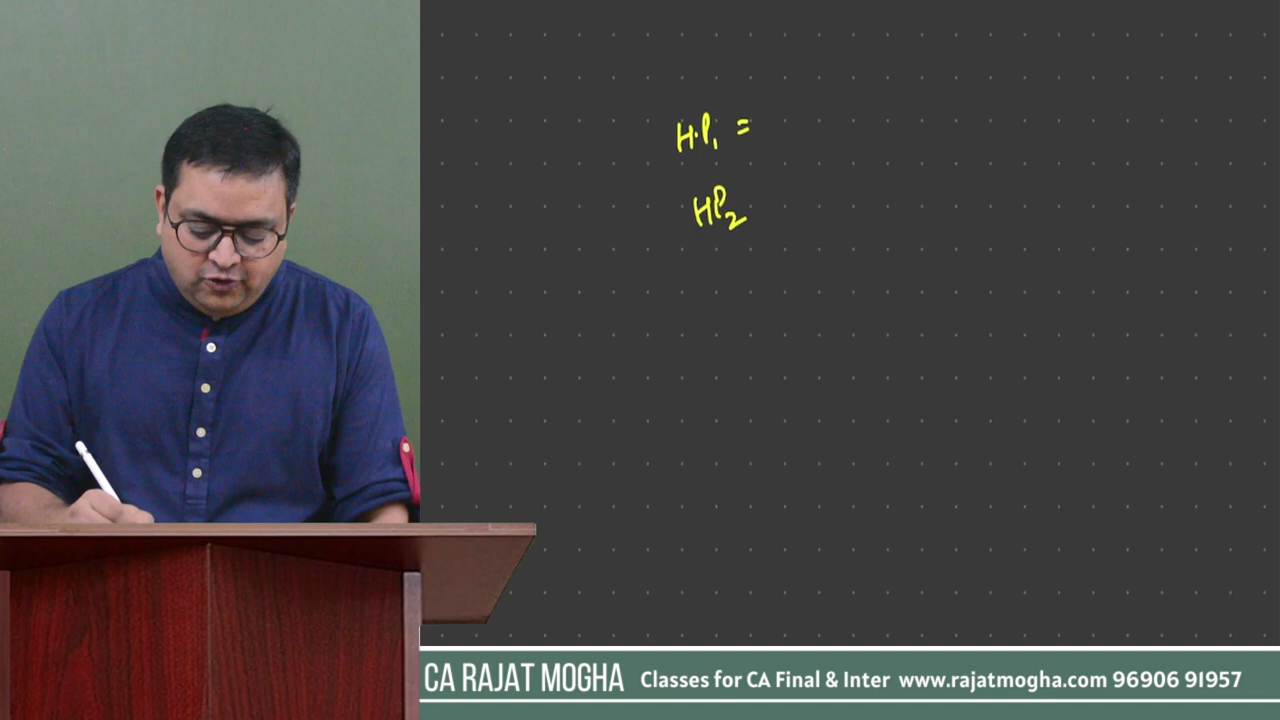 H.P₁ =
HP₂
CA RAJAT MOGHA Classes for CA Final & Inter www.rajatmogha.com 96906 91957